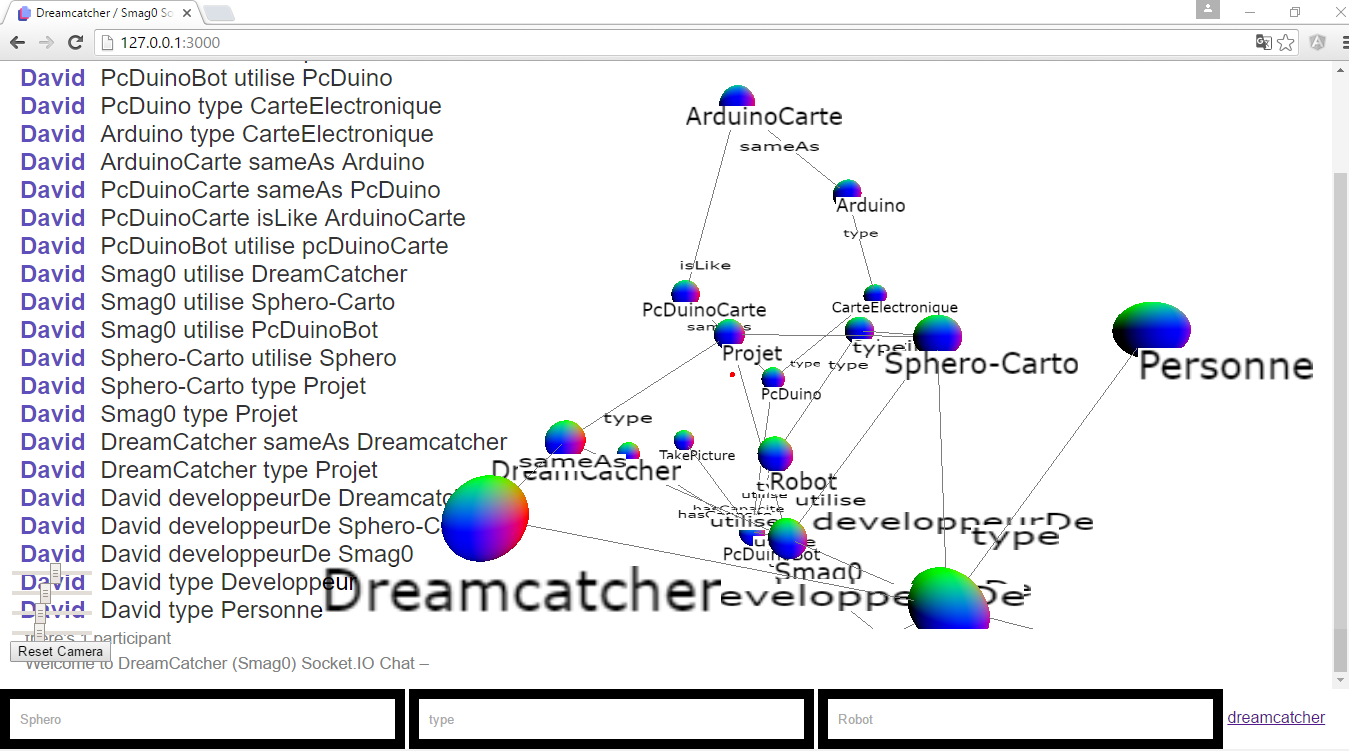 Dreamcatcher / Smag0 So
127.0.0.1:3000
David PcDuinoBot utilise PcDuino
David PcDuino type CarteElectronique
David Arduino type CarteElectronique
David ArduinoCarte sameAs Arduino
David PcDuinoCarte sameAs PcDuino
David PcDuinoCarte isLike ArduinoCarte
David PcDuinoBot utilise pcDuinoCarte
David Smag0 utilise DreamCatcher
David Smag0 utilise Sphero-Carto
David Smag0 utilise PcDuinoBot
David Sphero-Carto utilise Sphero
David Sphero-Carto type Projet
David Smag0 type Projet
David DreamCatcher sameAs Dreamcatcher
David DreamCatcher type Projet
David David developpeurDe Dreamcatc
David David developpeurDe Sphero-C
David David developpeurDe Smag0
David David type Developpeur
David David type Personne
there's 1 participant
Reset Camera
Welcome to DreamCatcher (Smag0) Socket.IO Chat –
ArduinoCarte
sameAs
Arduino
type
isLike
PcDuinoCarte
CarteElectronique
sameAs
Projet
type
type
type
Sphero-Carto
Personne
PcDuino
type
TakePicture
sameAs
DreamCatcher
Robot
utilise
utilise
hasCapacite
utilise
developpeurDe
type
PcDuinoBot
Smag0
Dreamcatcher
developpeurDe
Sphero
type
Robot
dreamcatcher